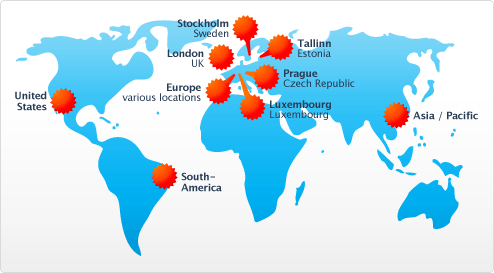 Stockholm
Sweden
Tallinn
Estonia
London
UK
Prague
Czech Republic
Europe
various locations
Luxembourg
Luxembourg
United
States
Asia / Pacific
South-
America